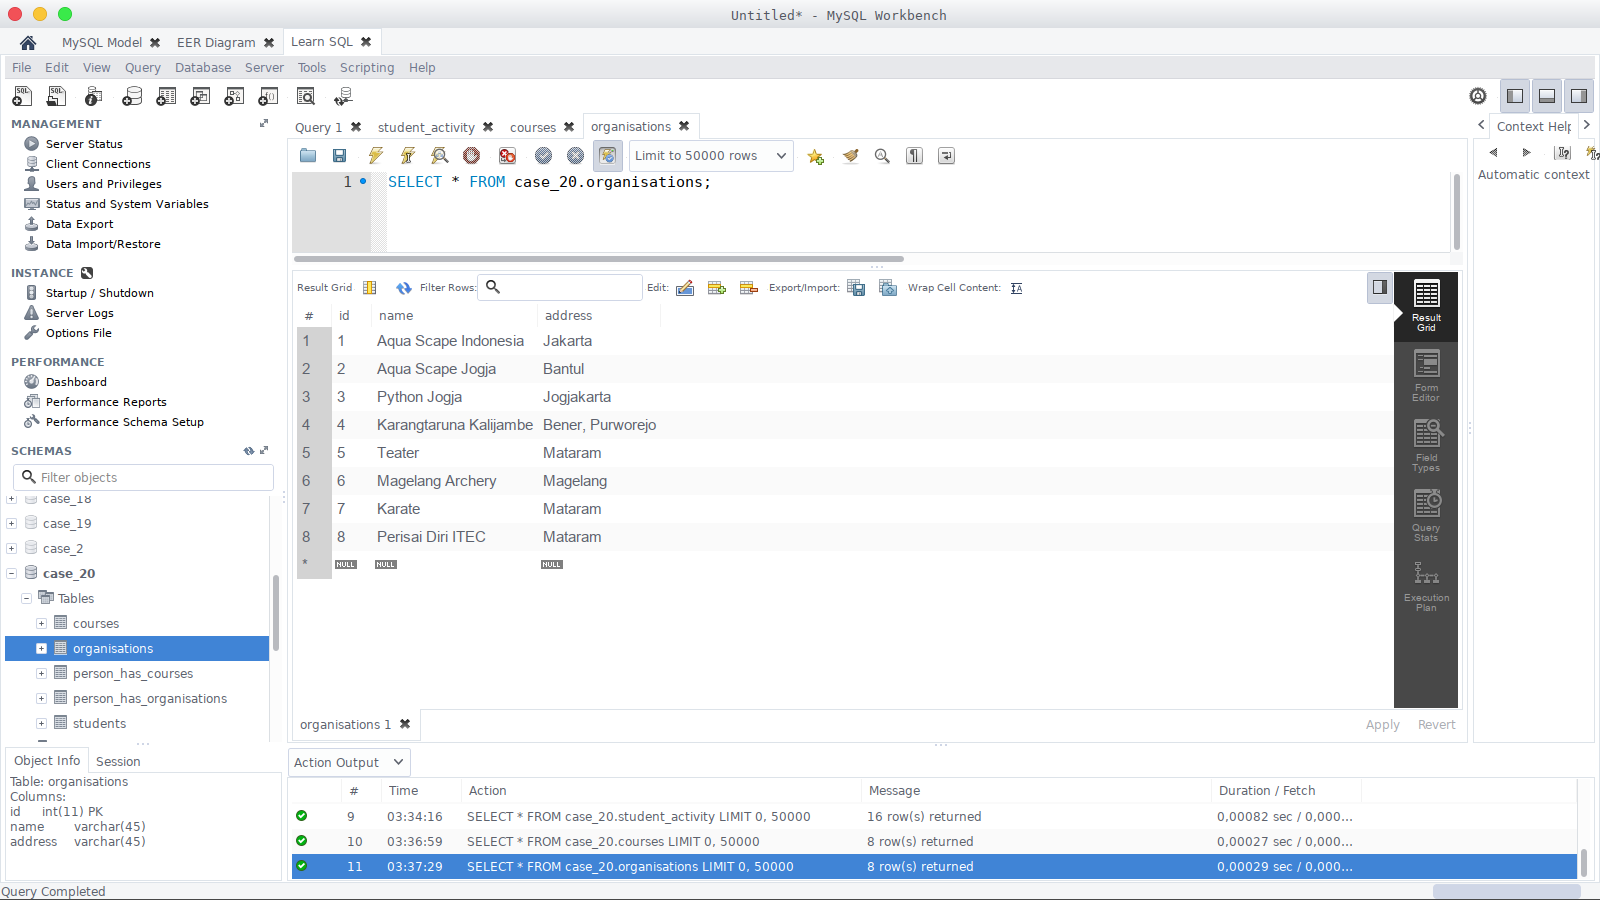 Untitled* - MySQL Workbench
MySQL Model
EER Diagram
Learn SQL
File Edit View Query Database Server Tools Scripting Help
MANAGEMENT
Server Status
Client Connections
Users and Privileges
Status and System Variables
Data Export
Data Import/Restore
INSTANCE
Startup / Shutdown
Server Logs
Options File
PERFORMANCE
Dashboard
Performance Reports
Performance Schema Setup
SCHEMAS
Filter objects
case_18
case_19
case_2
case_20
Tables
courses
organisations
person_has_courses
person_has_organisations
students
Object Info Session
Table: organisations
Columns:
id int(11) PK
name varchar(45)
address varchar(45)
Query Completed
Query 1 student_activity courses organisations
Limit to 50000 rows
1 SELECT * FROM case_20.organisations;
Result Grid Filter Rows: Edit: Export/Import: Wrap Cell Content:
# id name address
1 1 Aqua Scape Indonesia Jakarta
2 2 Aqua Scape Jogja Bantul
3 3 Python Jogja Jogjakarta
4 4 Karangtaruna Kalijambe Bener, Purworejo
5 5 Teater Mataram
6 6 Magelang Archery Magelang
7 7 Karate Mataram
8 8 Perisai Diri ITEC Mataram
* NULL NULL NULL
Result
Grid
Form
Editor
Field
Types
Query
Stats
Execution
Plan
organisations 1
Apply Revert
Context Help
Automatic context
Action Output
# Time Action Message Duration / Fetch
9 03:34:16 SELECT * FROM case_20.student_activity LIMIT 0, 50000 16 row(s) returned 0,00082 sec / 0,000...
10 03:36:59 SELECT * FROM case_20.courses LIMIT 0, 50000 8 row(s) returned 0,00027 sec / 0,000...
11 03:37:29 SELECT * FROM case_20.organisations LIMIT 0, 50000 8 row(s) returned 0,00029 sec / 0,000...